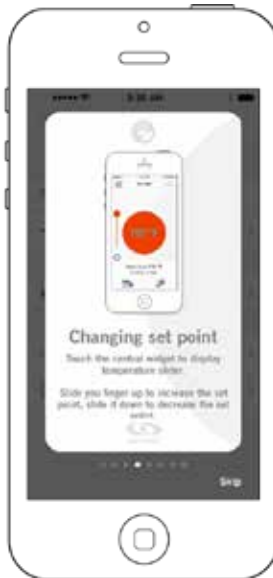 Changing set point
Touch the central widget to display
temperature slider.
Slide you finger up to increase the set
point, slide it down to decrease the set
point.
Skip